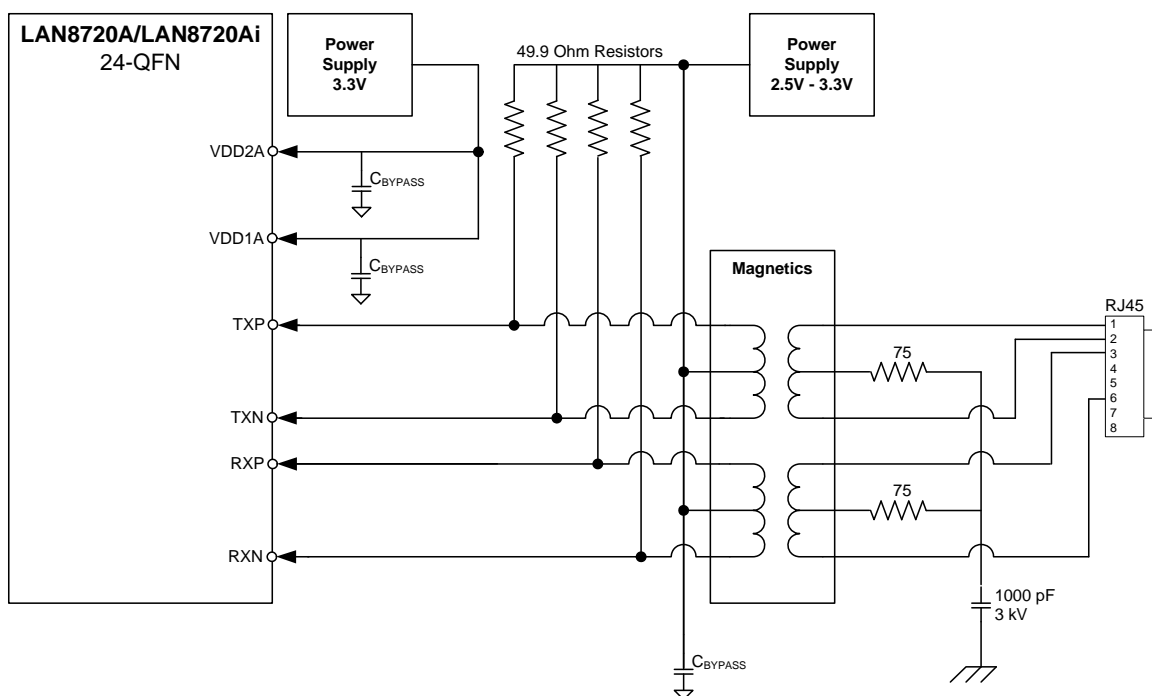 LAN8720A/LAN8720Ai
24-QFN
Power
Supply
3.3V
49.9 Ohm Resistors
Power
Supply
2.5V - 3.3V
VDD2A
CBYPASS
VDD1A
CBYPASS
Magnetics
RJ45
TXP
1
2
3
4
5
6
7
8
75
TXN
RXP
75
RXN
1000 pF
3 kV
CBYPASS